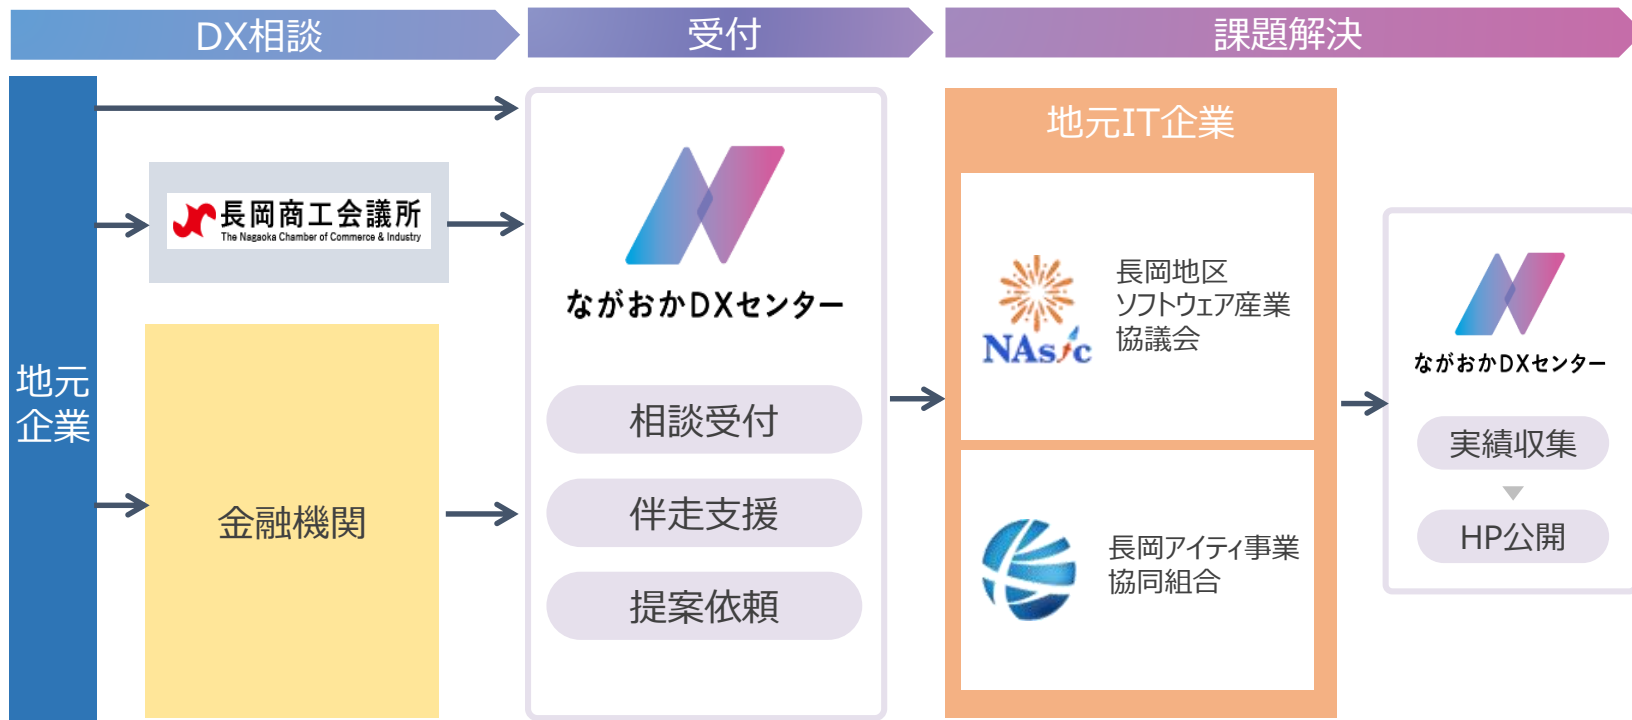 DX相談
受付
課題解決
地元
企業
長岡商工会議所
The Nagaoka Chamber of Commerce & Industry
金融機関
ながおかDXセンター
相談受付
伴走支援
提案依頼
地元IT企業
NAsic
長岡地区
ソフトウェア産業
協議会
長岡アイティ事業
協同組合
ながおかDXセンター
実績収集
HP公開